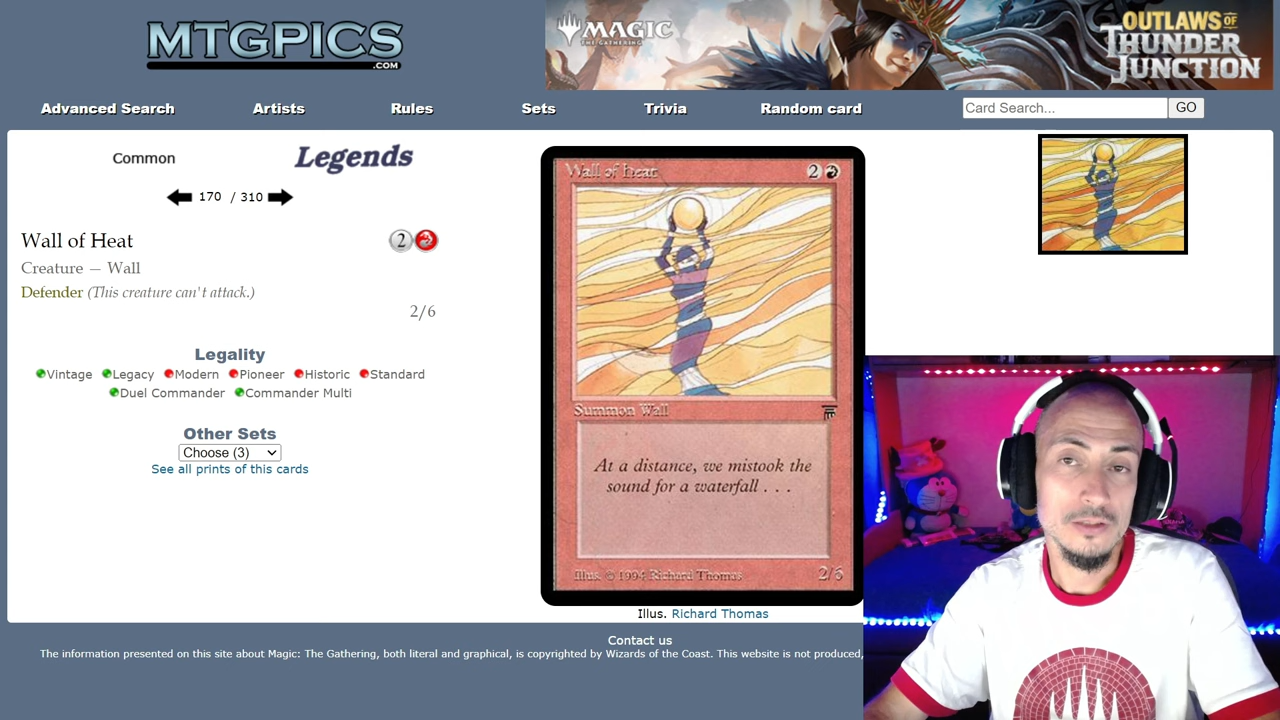 MTGPICS
.COM
MAGIC
THE GATHERING
OUTLAWS OF
THUNDER
JUNCTION
Advanced Search
Artists
Rules
Sets
Trivia
Random card
Card Search...
GO
Common
Legends
170 / 310
Wall of Heat
2
Creature — Wall
Defender (This creature can't attack.)
2/6
Legality
Vintage Legacy Modern Pioneer Historic Standard
Duel Commander Commander Multi
Other Sets
Choose (3)
See all prints of this cards
Wall of Heat
2
Summon Wall
At a distance, we mistook the
sound for a waterfall . . .
Illus. © 1994 Richard Thomas
2/6
Illus. Richard Thomas
Contact us
The information presented on this site about Magic: The Gathering, both literal and graphical, is copyrighted by Wizards of the Coast. This website is not produced,